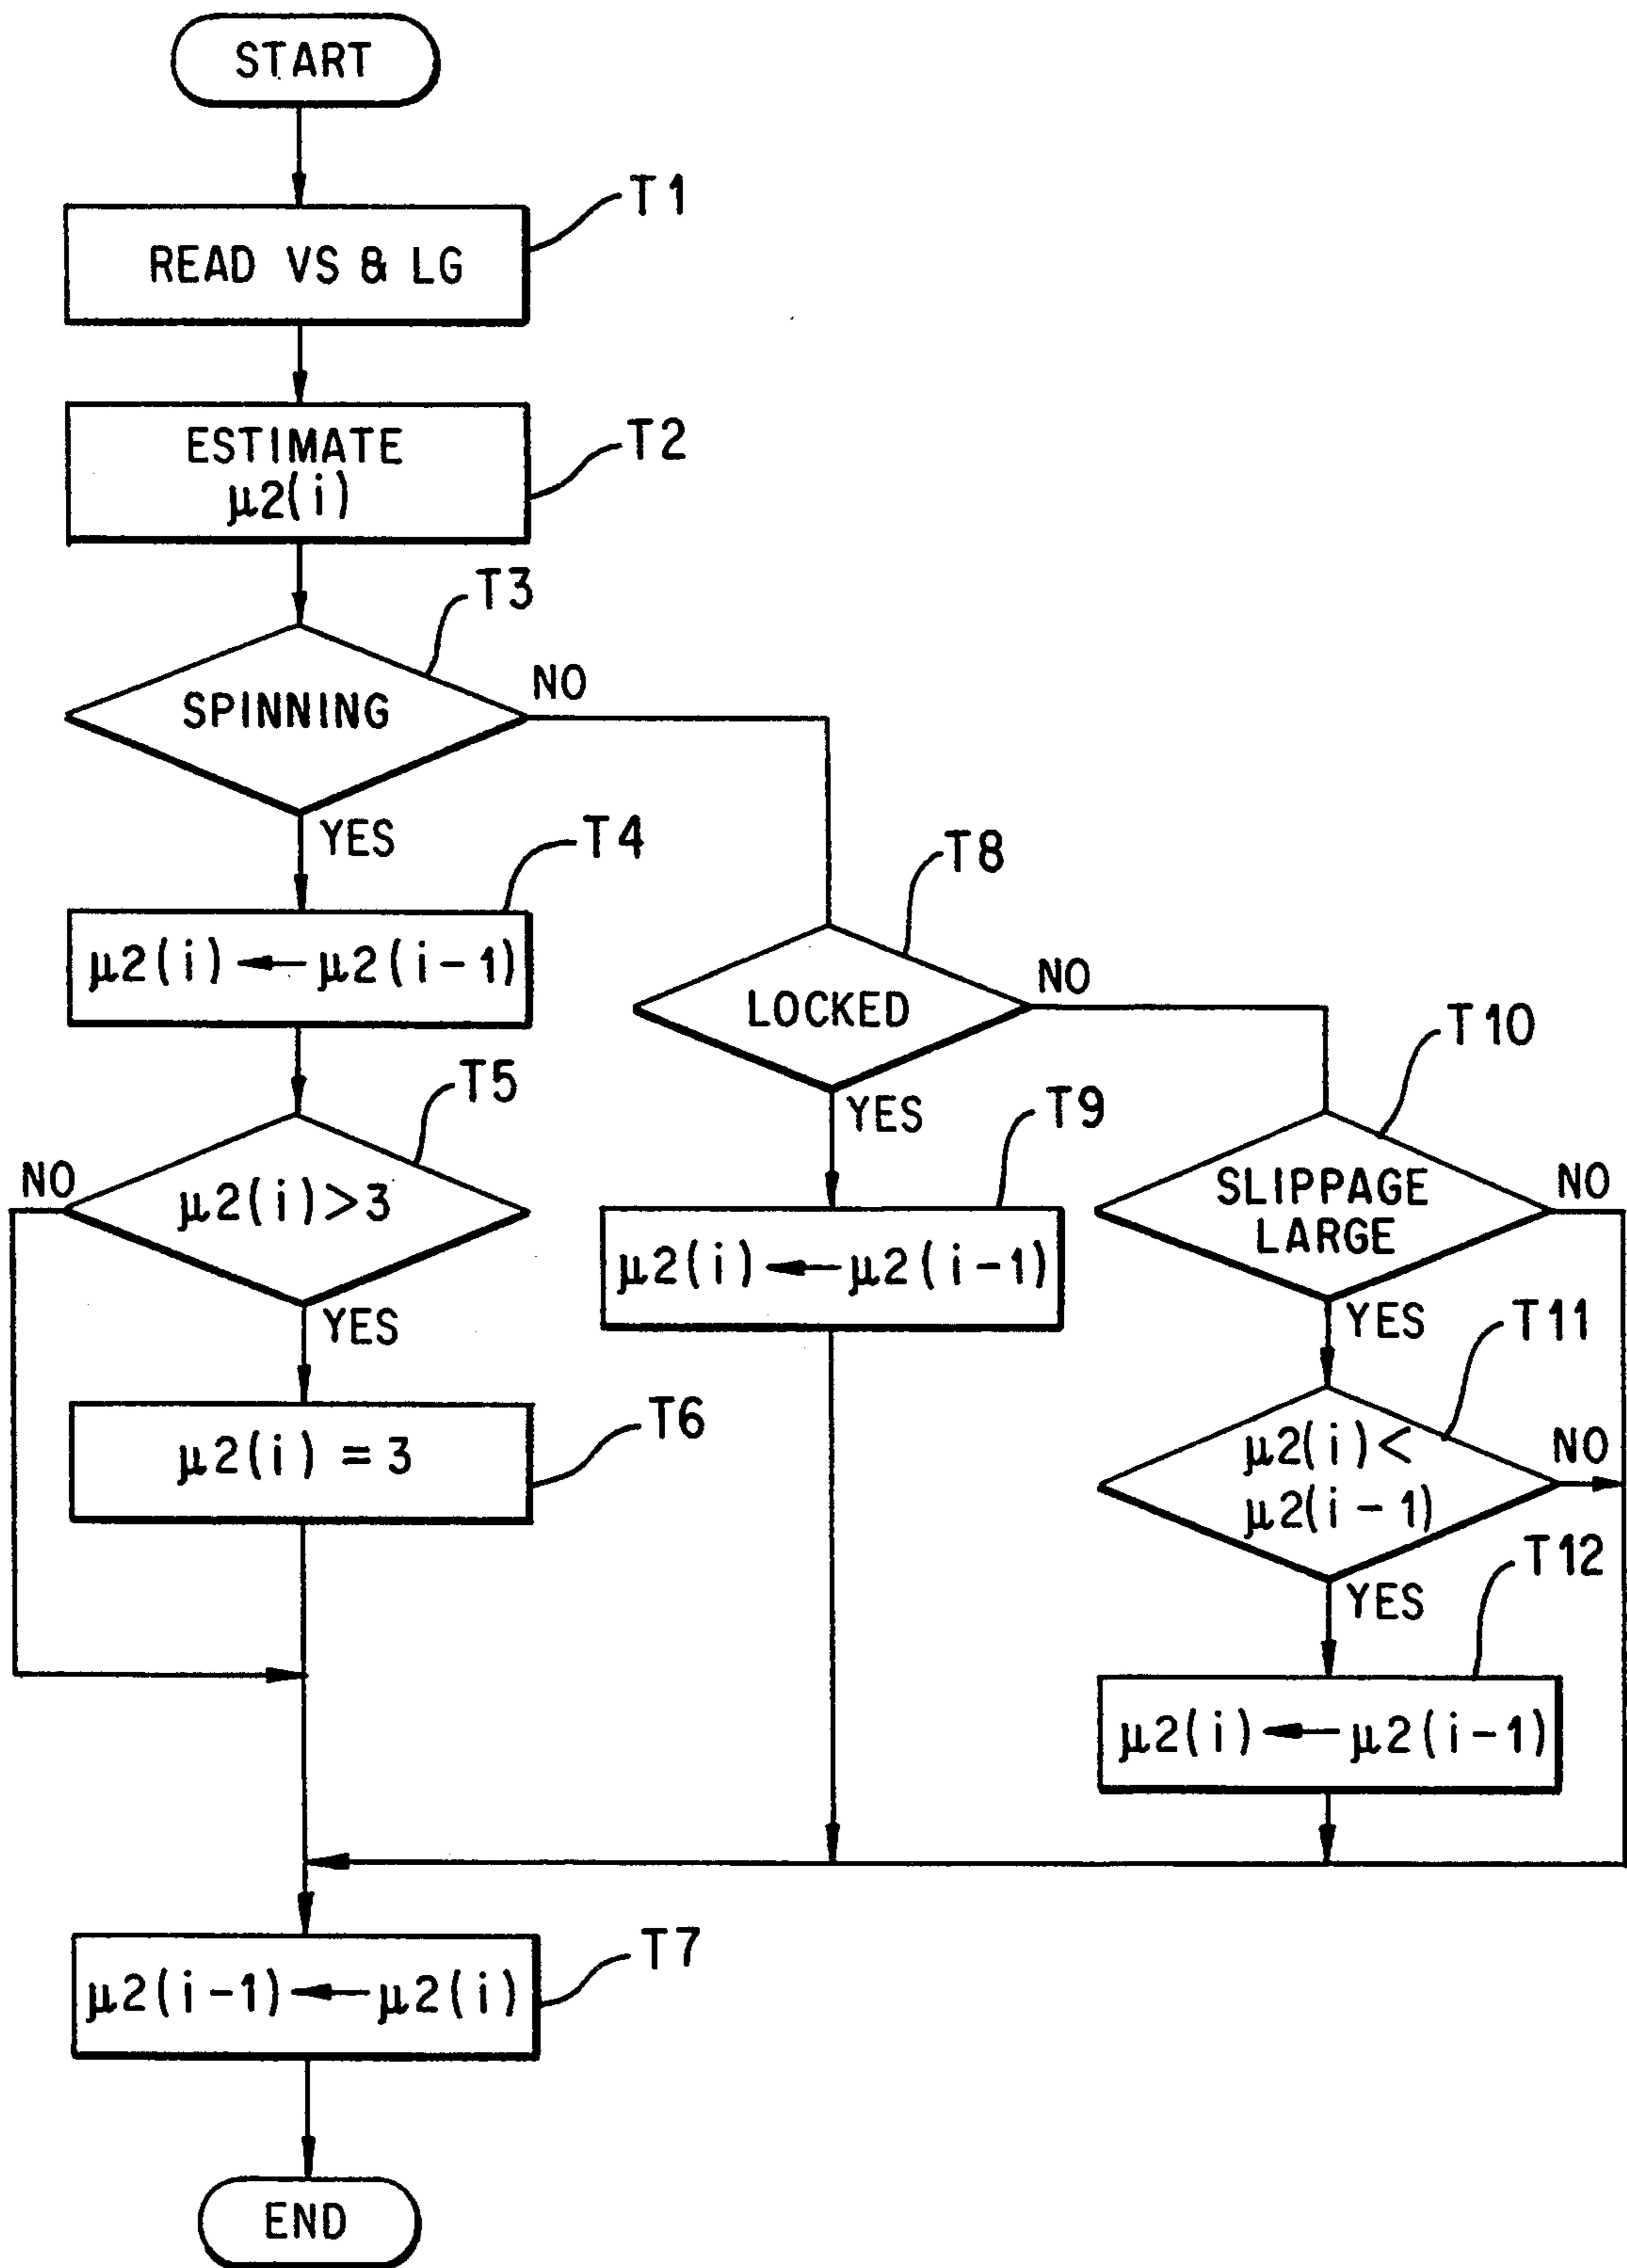 START
T1
READ VS & LG
T2
ESTIMATE
μ2(i)
T3
SPINNING
NO
YES
T4
μ2(i) ← μ2(i-1)
T8
LOCKED
NO
YES
T5
μ2(i)>3
NO
YES
T10
SLIPPAGE
LARGE
NO
YES
T9
μ2(i) ← μ2(i-1)
T11
μ2(i)<
μ2(i-1)
NO
YES
T6
μ2(i) = 3
T12
μ2(i) ← μ2(i-1)
T7
μ2(i-1) ← μ2(i)
END